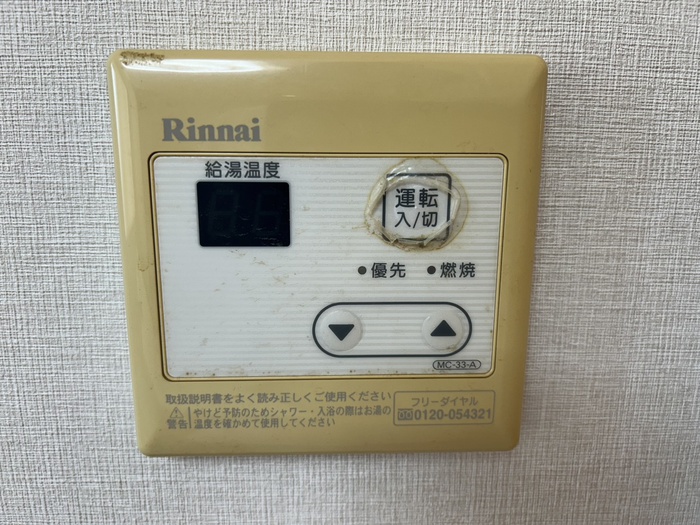 Rinnai
給湯温度
運転
入/切
優先 燃焼
MC-33-A
取扱説明書をよく読み正しくご使用ください
警告 やけど予防のためシャワー・入浴の際はお湯の
温度を確かめて使用してください
フリーダイヤル
0120-054321